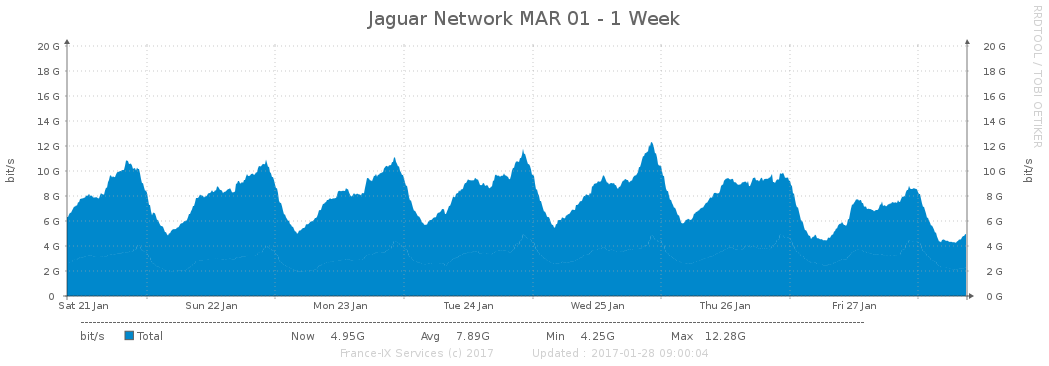 Jaguar Network MAR 01 - 1 Week
RRDTOOL / TOBI OETIKER
bit/s
20 G 20 G
18 G 18 G
16 G 16 G
14 G 14 G
12 G 12 G
10 G 10 G
8 G 8 G
6 G 6 G
4 G 4 G
2 G 2 G
0 0 G
bit/s
Sat 21 Jan Sun 22 Jan Mon 23 Jan Tue 24 Jan Wed 25 Jan Thu 26 Jan Fri 27 Jan
bit/s Total Now 4.95G Avg 7.89G Min 4.25G Max 12.28G
France-IX Services (c) 2017 Updated : 2017-01-28 09:00:04